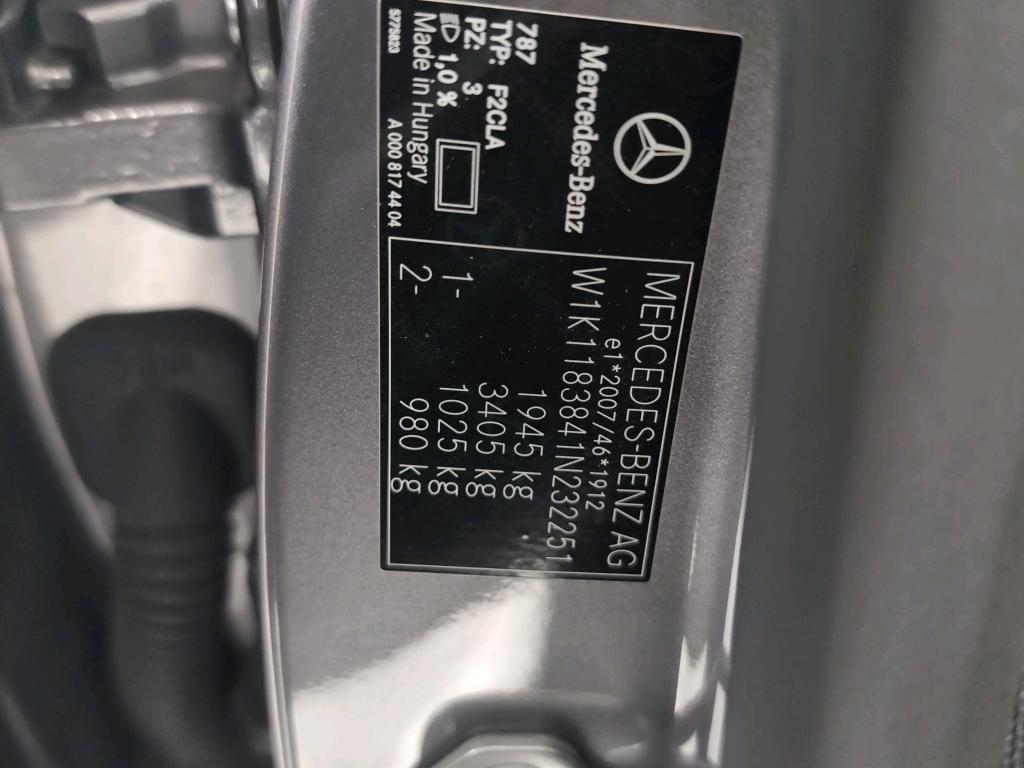 Mercedes-Benz
787
TYP: F2CLA
PZ: 3
1,0 %
Made in Hungary
A 000 817 44 04
MERCEDES-BENZ AG
e1*2007/46*1912
W1K1183841N232251
1945 kg
3405 kg
1- 1025 kg
2- 980 kg